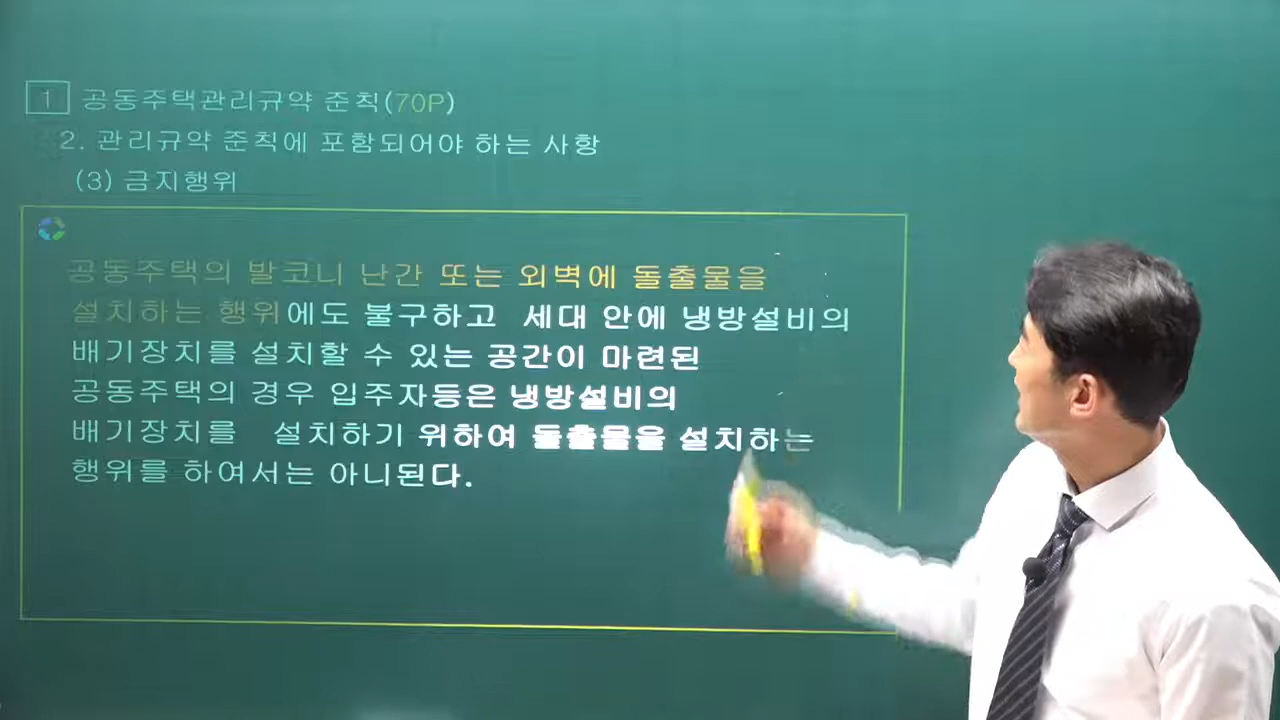 1 공동주택관리규약 준칙(70P)
2. 관리규약 준칙에 포함되어야 하는 사항
(3) 금지행위
공동주택의 발코니 난간 또는 외벽에 돌출물을
설치하는 행위에도 불구하고 세대 안에 냉방설비의
배기장치를 설치할 수 있는 공간이 마련된
공동주택의 경우 입주자등은 냉방설비의
배기장치를 설치하기 위하여 돌출물을 설치하는
행위를 하여서는 아니된다.